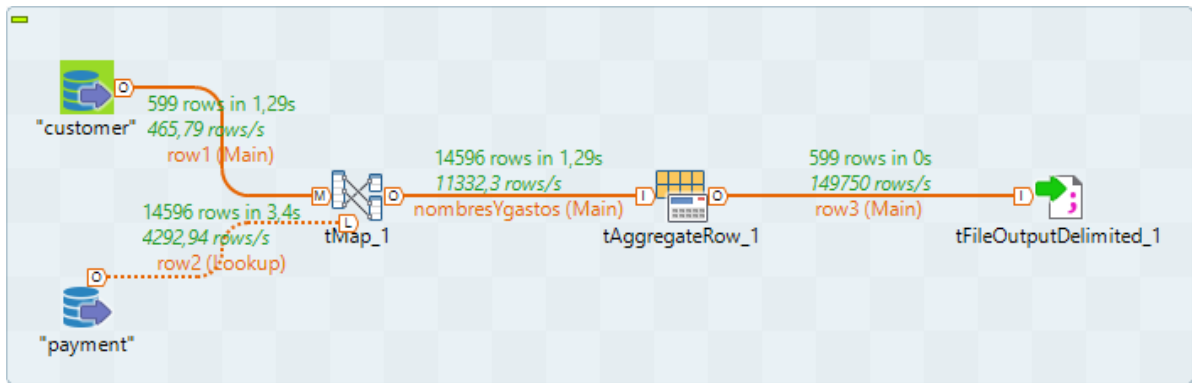 O
599 rows in 1,29s
"customer"
465,79 rows/s
row1 (Main)
14596 rows in 1,29s
599 rows in 0s
11332,3 rows/s
149750 rows/s
M
O
I
O
I
14596 rows in 3,4s
nombresYgastos (Main)
row3 (Main)
L
4292,94 rows/s
tMap_1
tAggregateRow_1
tFileOutputDelimited_1
row2 (Lookup)
O
"payment"